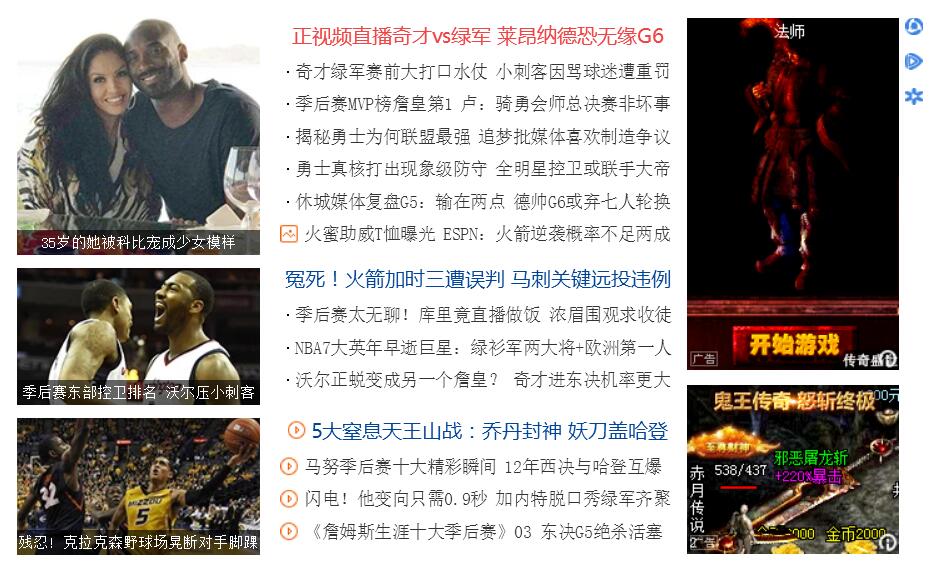 35岁的她被科比宠成少女模样
季后赛东部控卫排名 沃尔压小刺客
残忍！克拉克森野球场晃断对手脚踝
正视频直播奇才vs绿军 莱昂纳德恐无缘G6
· 奇才绿军赛前大打口水仗 小刺客因骂球迷遭重罚
· 季后赛MVP榜詹皇第1 卢：骑勇会师总决赛非坏事
· 揭秘勇士为何联盟最强 追梦批媒体喜欢制造争议
· 勇士真核打出现象级防守 全明星控卫或联手大帝
· 休城媒体复盘G5：输在两点 德帅G6或弃七人轮换
火蜜助威T恤曝光 ESPN：火箭逆袭概率不足两成
冤死！火箭加时三遭误判 马刺关键远投违例
· 季后赛太无聊！库里竟直播做饭 浓眉围观求收徒
· NBA7大英年早逝巨星：绿衫军两大将+欧洲第一人
· 沃尔正蜕变成另一个詹皇？ 奇才进东决机率更大
5大窒息天王山战：乔丹封神 妖刀盖哈登
马努季后赛十大精彩瞬间 12年西决与哈登互爆
闪电！他变向只需0.9秒 加内特脱口秀绿军齐聚
《詹姆斯生涯十大季后赛》03 东决G5绝杀活塞
法师
开始游戏
广告
传奇盛世
鬼王传奇 怒斩终极
00元
至尊财神
538/437
邪恶屠龙斩
+220%暴击
赤月传说2
金币2000
广告